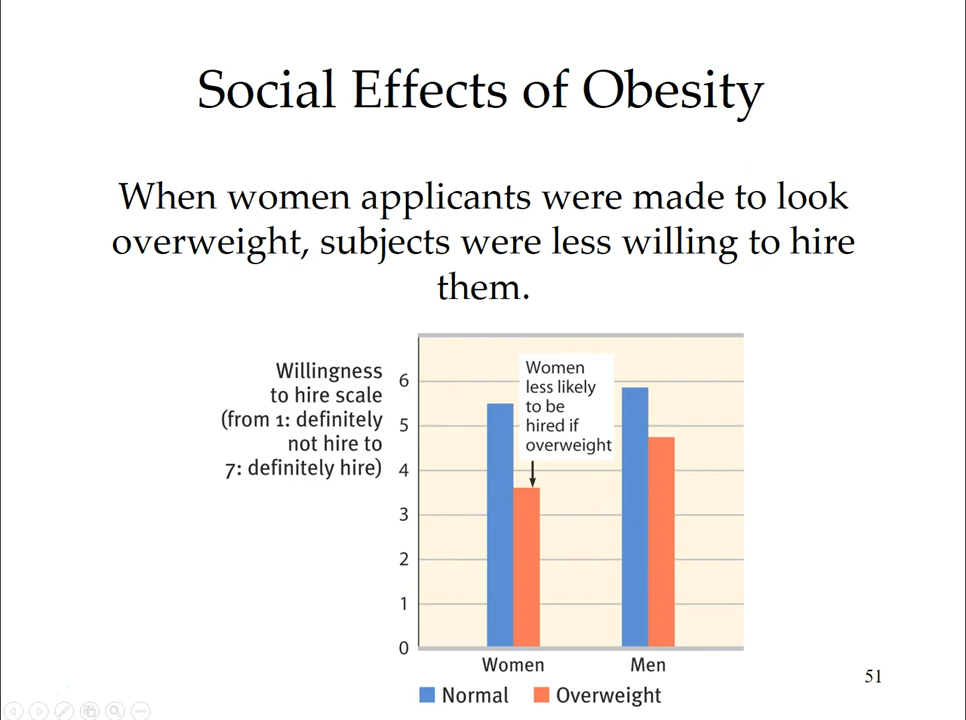 Social Effects of Obesity
When women applicants were made to look
overweight, subjects were less willing to hire
them.
Willingness
to hire scale
(from 1: definitely
not hire to
7: definitely hire)
Women
less likely
to be
hired if
overweight
6
5
4
3
2
1
0
Women Men
Normal Overweight
51